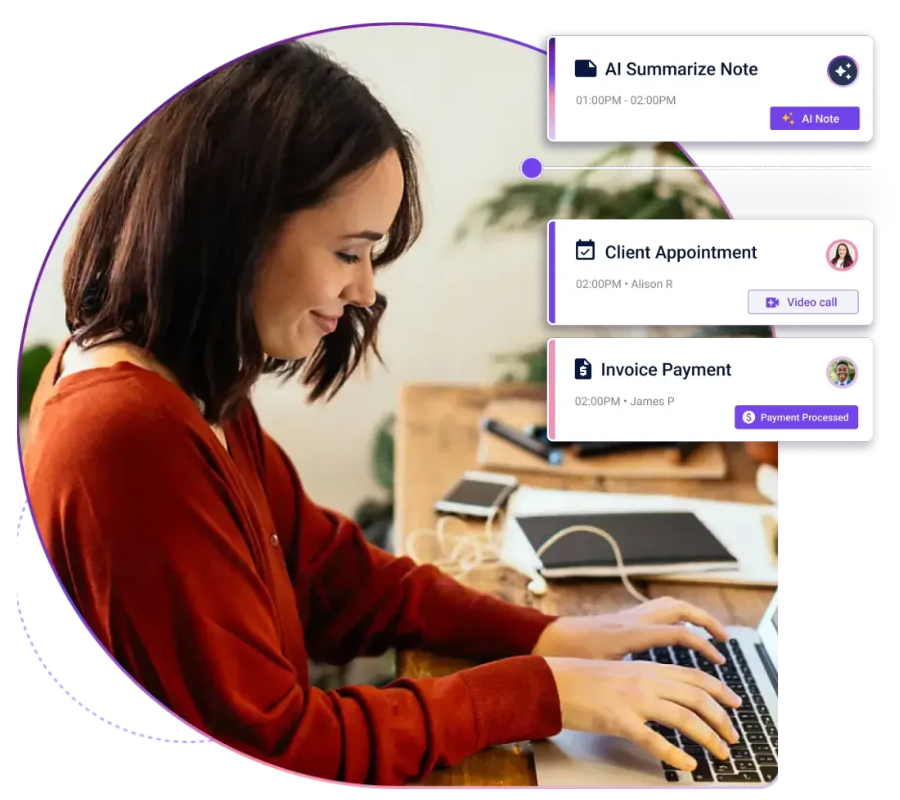 AI Summarize Note
01:00PM - 02:00PM
AI Note
Client Appointment
02:00PM • Alison R
Video call
Invoice Payment
02:00PM • James P
Payment Processed